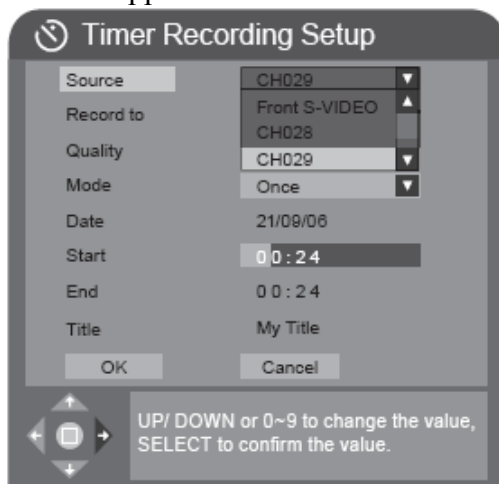 Timer Recording Setup
Source CH029
Record to Front S-VIDEO
CH028
Quality CH029
Mode Once
Date 21/09/06
Start 00:24
End 00:24
Title My Title
OK Cancel
UP/ DOWN or 0~9 to change the value,
SELECT to confirm the value.